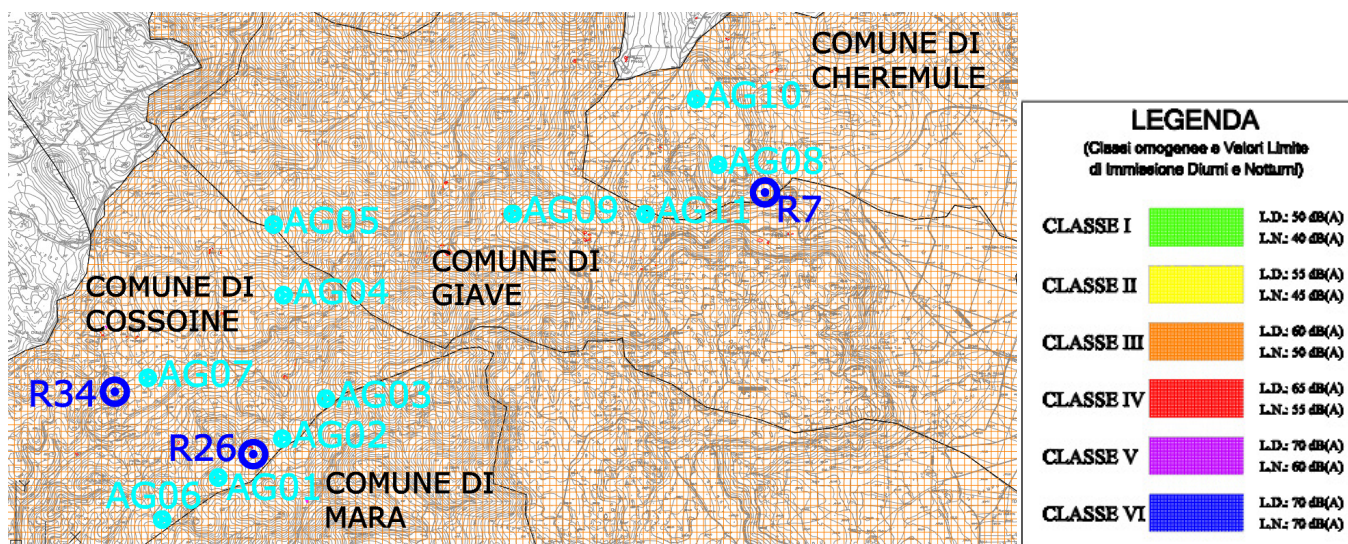 COMUNE DI
CHEREMULE
AG10
AG08
R7
AG09
AG11
AG05
COMUNE DI
GIAVE
COMUNE DI
COSSOINE
AG04
AG07
R34
AG03
AG02
R26
AG01
AG06
COMUNE DI
MARA
LEGENDA
(Classi omogenee e Valori Limite
di Immissione Diurni e Notturni)
CLASSE I
L.D.: 50 dB(A)
L.N.: 40 dB(A)
CLASSE II
L.D.: 55 dB(A)
L.N.: 45 dB(A)
CLASSE III
L.D.: 60 dB(A)
L.N.: 50 dB(A)
CLASSE IV
L.D.: 65 dB(A)
L.N.: 55 dB(A)
CLASSE V
L.D.: 70 dB(A)
L.N.: 60 dB(A)
CLASSE VI
L.D.: 70 dB(A)
L.N.: 70 dB(A)